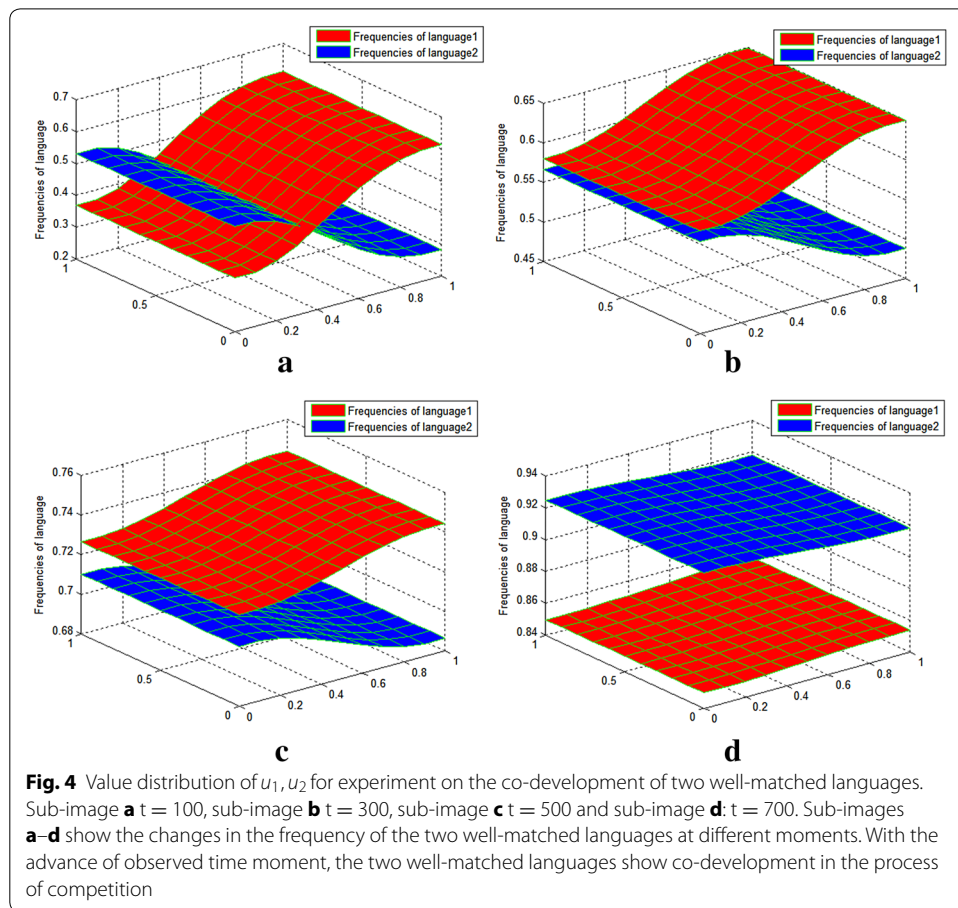 Frequencies of language1
Frequencies of language2
Frequencies of language
0.7
0.6
0.5
0.4
0.3
0.2
1
0.5
0
0
0.2
0.4
0.6
0.8
1
a
Frequencies of language1
Frequencies of language2
Frequencies of language
0.65
0.6
0.55
0.5
0.45
1
0.5
0
0
0.2
0.4
0.6
0.8
1
b
Frequencies of language1
Frequencies of language2
Frequencies of language
0.76
0.74
0.72
0.7
0.68
1
0.5
0
0
0.2
0.4
0.6
0.8
1
c
Frequencies of language1
Frequencies of language2
Frequencies of language
0.94
0.92
0.9
0.88
0.86
0.84
1
0.5
0
0
0.2
0.4
0.6
0.8
1
d
Fig. 4 Value distribution of u₁, u₂ for experiment on the co-development of two well-matched languages.
Sub-image a t = 100, sub-image b t = 300, sub-image c t = 500 and sub-image d: t = 700. Sub-images
a–d show the changes in the frequency of the two well-matched languages at different moments. With the
advance of observed time moment, the two well-matched languages show co-development in the process
of competition